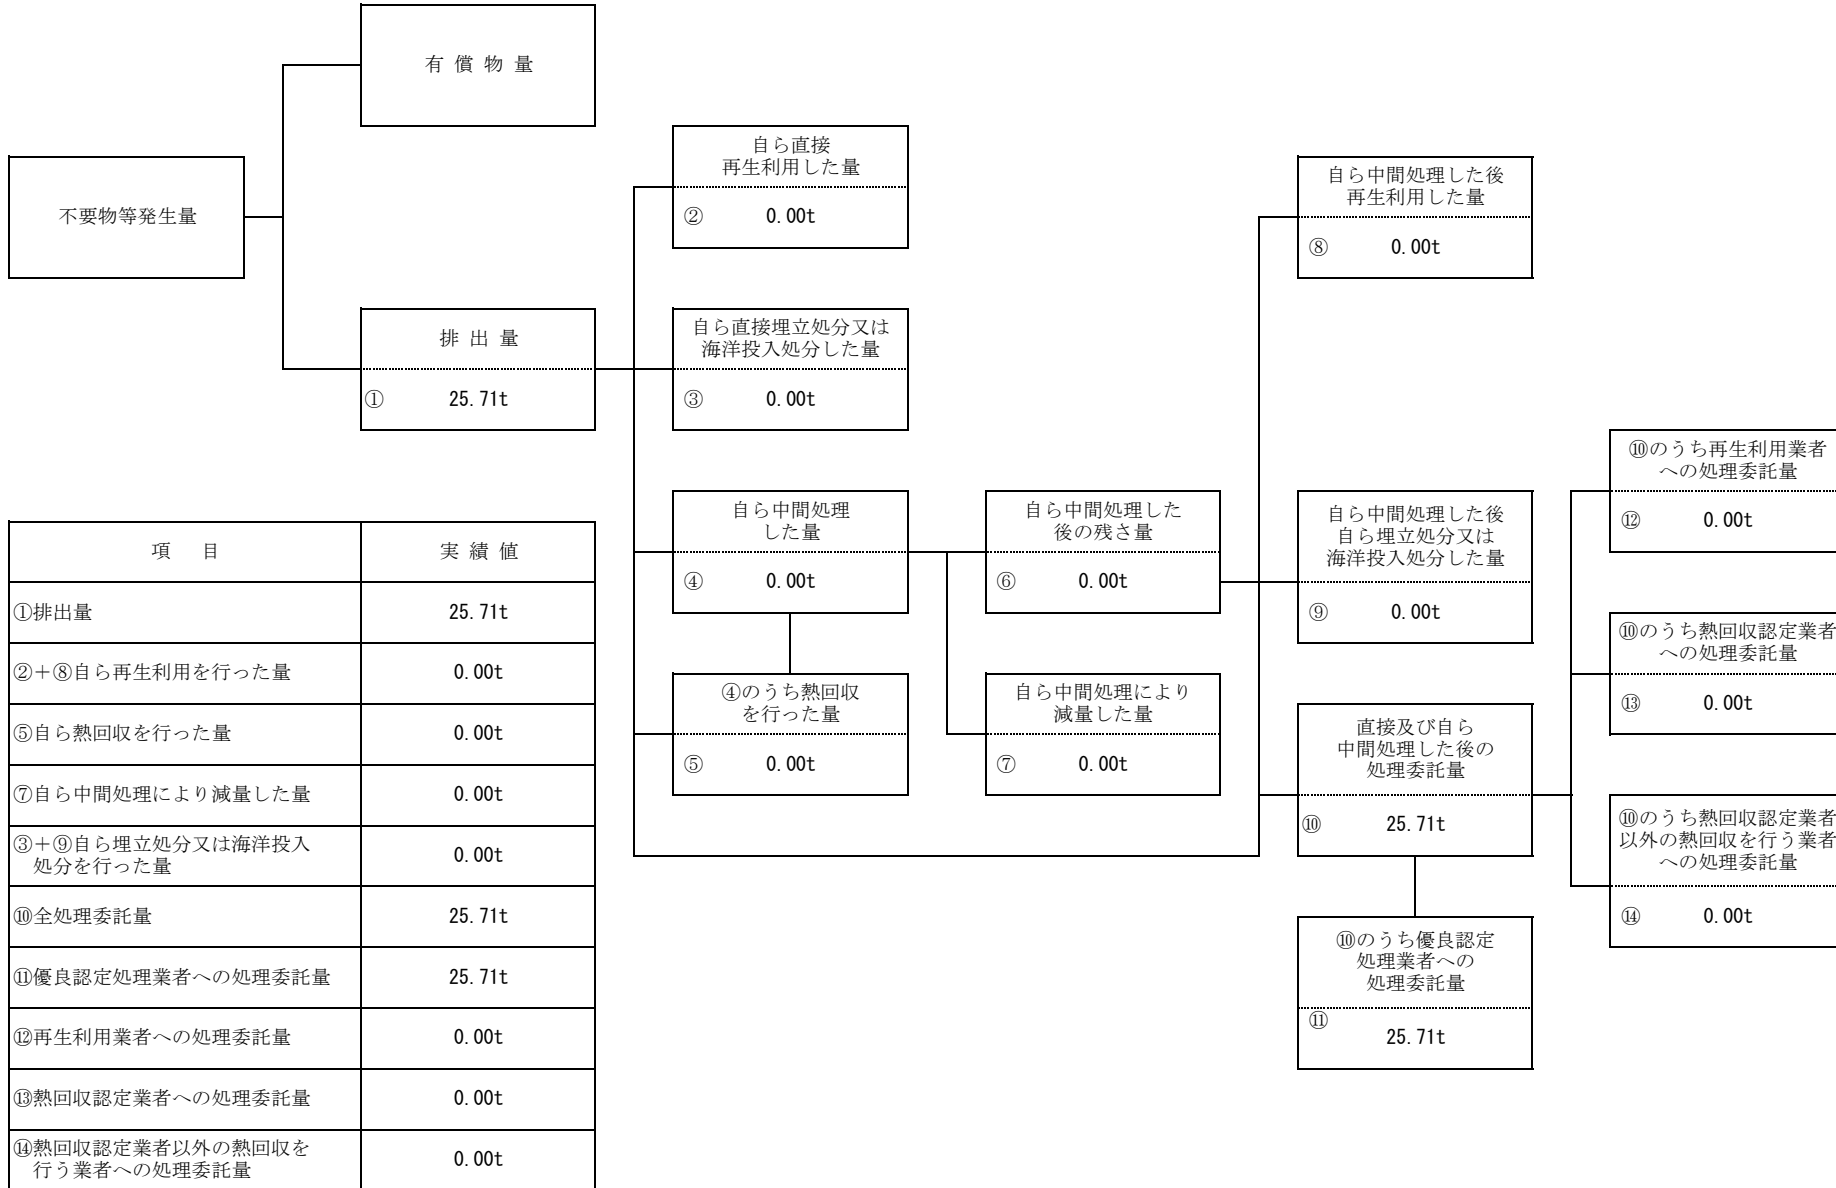 有 償 物 量
不要物等発生量
排 出 量
① 25.71t
自ら直接
再生利用した量
② 0.00t
自ら直接埋立処分又は
海洋投入処分した量
③ 0.00t
自ら中間処理
した量
④ 0.00t
④のうち熱回収
を行った量
⑤ 0.00t
自ら中間処理した
後の残さ量
⑥ 0.00t
自ら中間処理により
減量した量
⑦ 0.00t
自ら中間処理した後
再生利用した量
⑧ 0.00t
自ら中間処理した後
自ら埋立処分又は
海洋投入処分した量
⑨ 0.00t
直接及び自ら
中間処理した後の
処理委託量
⑩ 25.71t
⑩のうち優良認定
処理業者への
処理委託量
⑪ 25.71t
⑩のうち再生利用業者
への処理委託量
⑫ 0.00t
⑩のうち熱回収認定業者
への処理委託量
⑬ 0.00t
⑩のうち熱回収認定業者
以外の熱回収を行う業者
への処理委託量
⑭ 0.00t
項 目 実 績 値
①排出量 25.71t
②＋⑧自ら再生利用を行った量 0.00t
⑤自ら熱回収を行った量 0.00t
⑦自ら中間処理により減量した量 0.00t
③＋⑨自ら埋立処分又は海洋投入
処分を行った量 0.00t
⑩全処理委託量 25.71t
⑪優良認定処理業者への処理委託量 25.71t
⑫再生利用業者への処理委託量 0.00t
⑬熱回収認定業者への処理委託量 0.00t
⑭熱回収認定業者以外の熱回収を
行う業者への処理委託量 0.00t